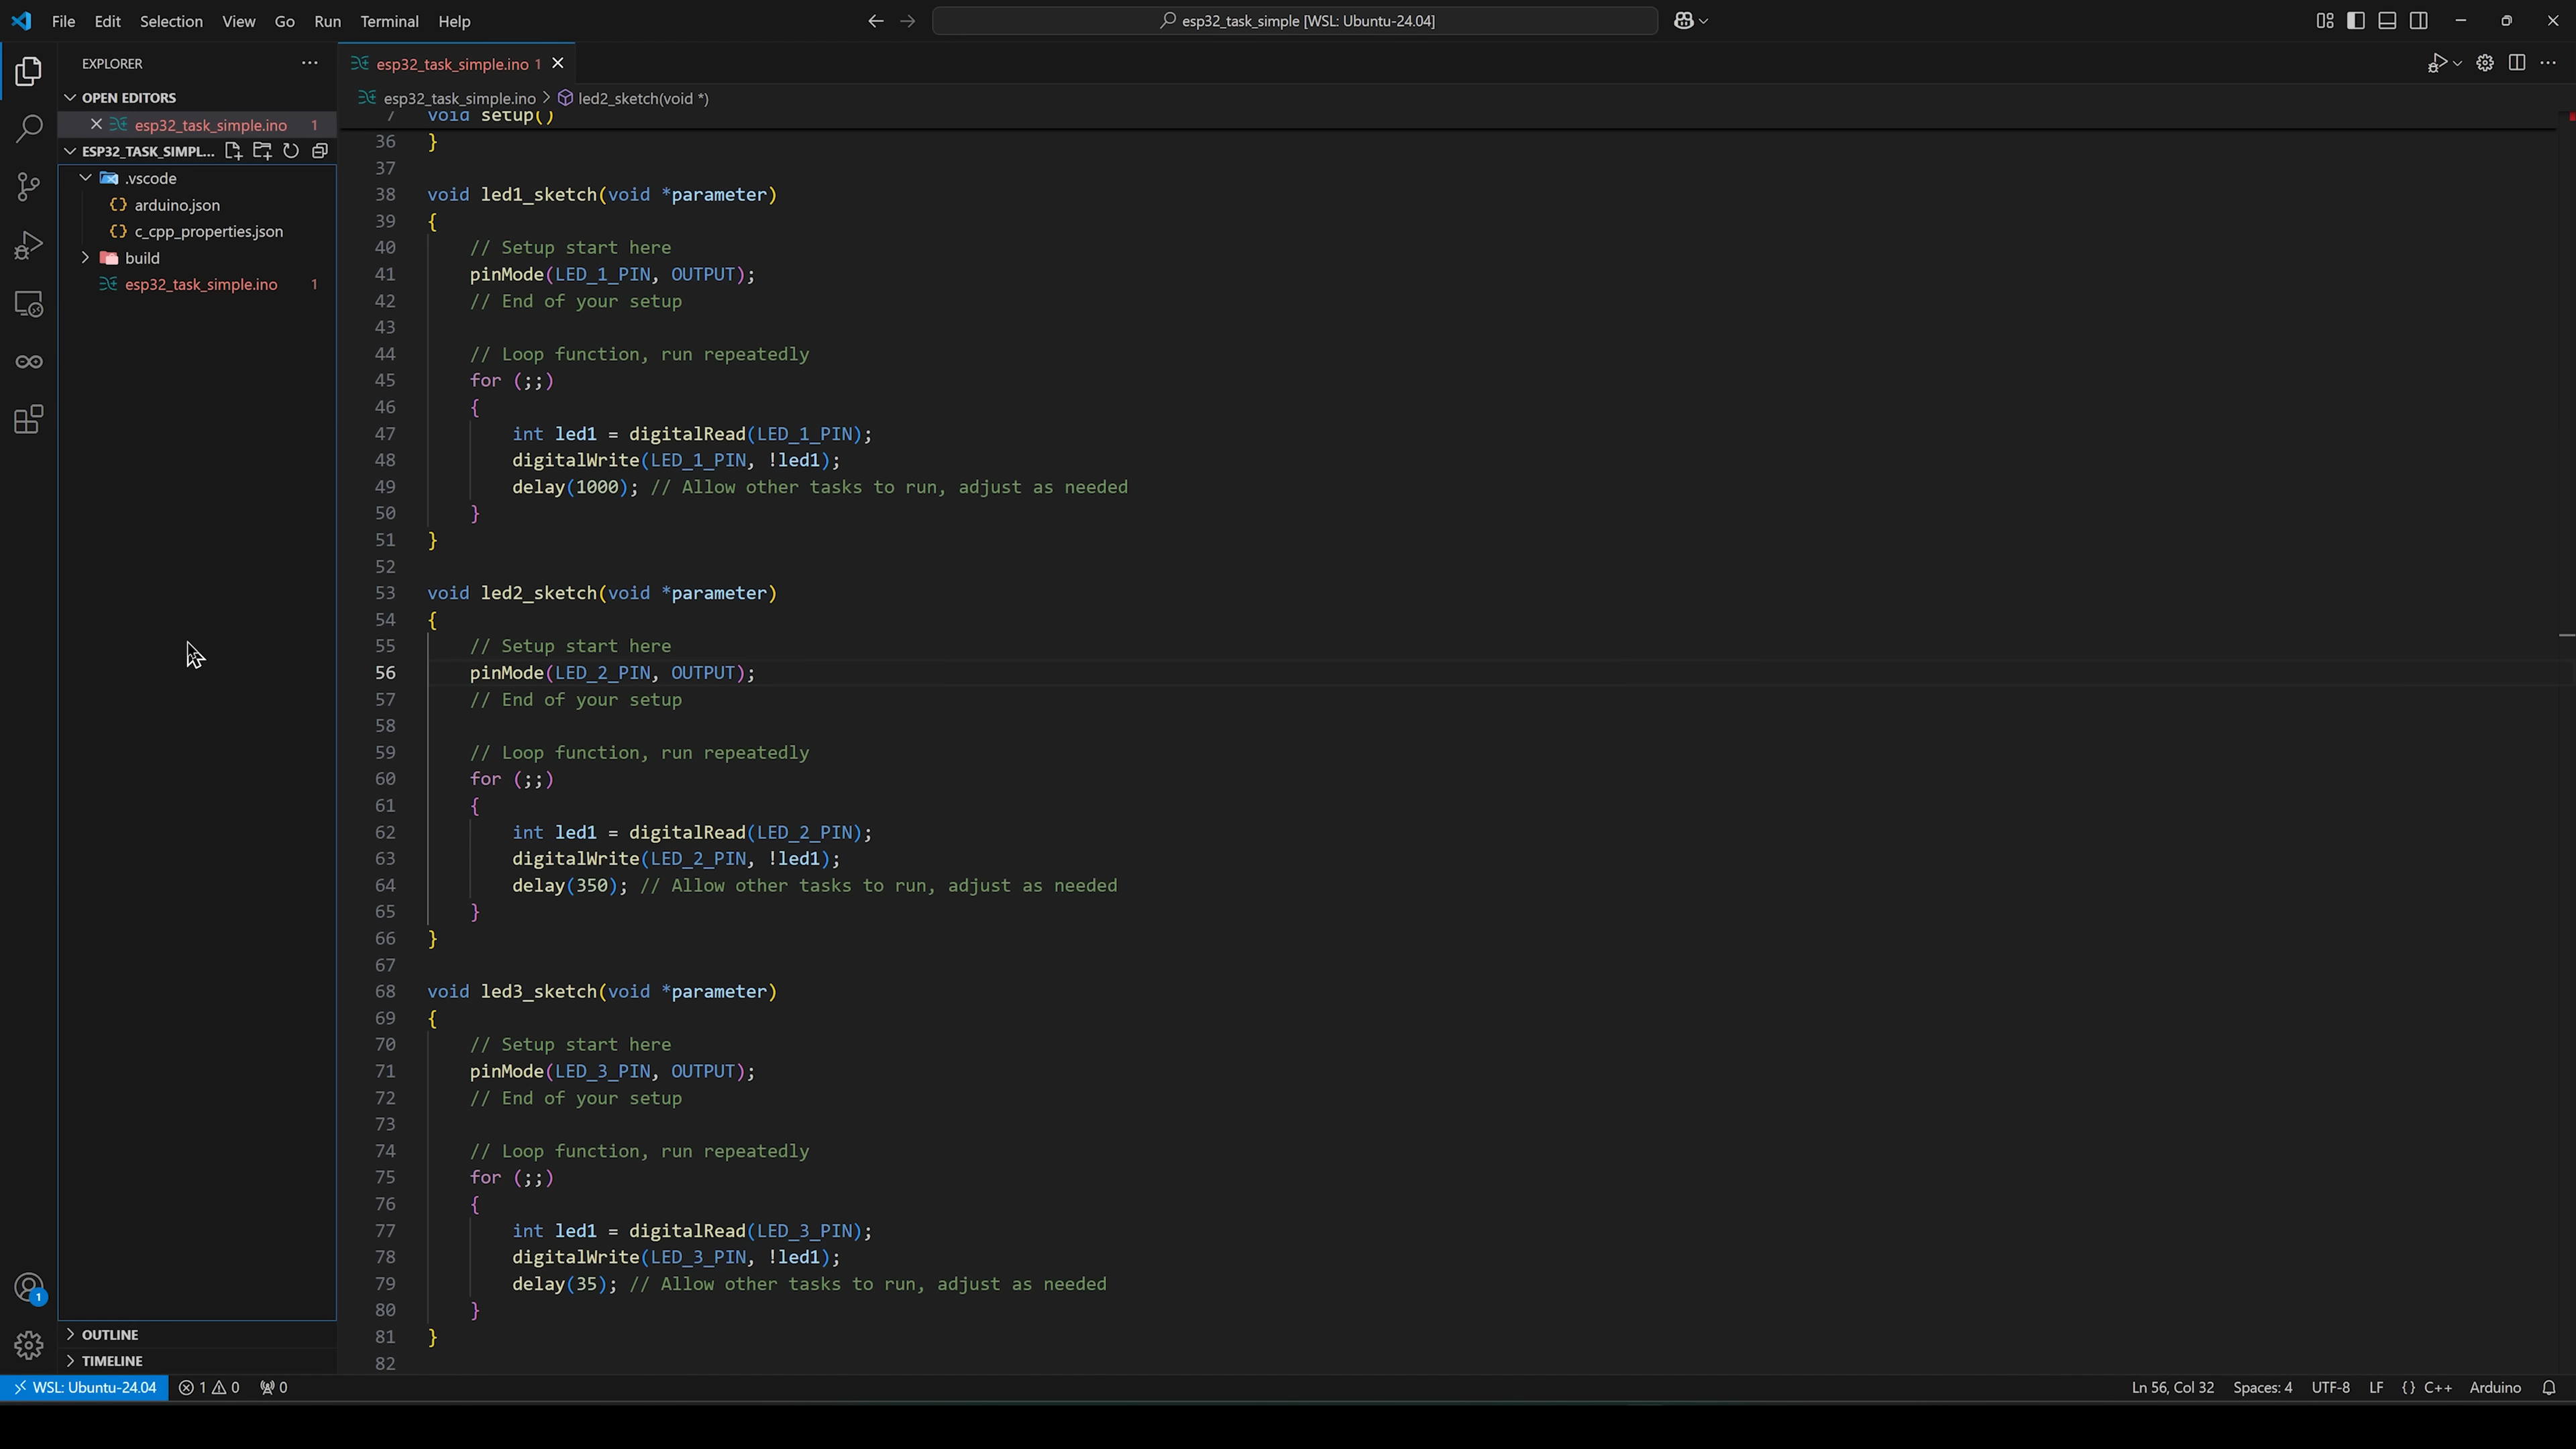 File Edit Selection View Go Run Terminal Help
esp32_task_simple [WSL: Ubuntu-24.04]
EXPLORER
OPEN EDITORS
esp32_task_simple.ino 1
ESP32_TASK_SIMPL...
.vscode
arduino.json
c_cpp_properties.json
build
esp32_task_simple.ino 1
OUTLINE
TIMELINE
esp32_task_simple.ino 1
esp32_task_simple.ino > led2_sketch(void *)
7 void setup()
36 }
37
38 void led1_sketch(void *parameter)
39 {
40 // Setup start here
41 pinMode(LED_1_PIN, OUTPUT);
42 // End of your setup
43
44 // Loop function, run repeatedly
45 for (;;)
46 {
47 int led1 = digitalRead(LED_1_PIN);
48 digitalWrite(LED_1_PIN, !led1);
49 delay(1000); // Allow other tasks to run, adjust as needed
50 }
51 }
52
53 void led2_sketch(void *parameter)
54 {
55 // Setup start here
56 pinMode(LED_2_PIN, OUTPUT);
57 // End of your setup
58
59 // Loop function, run repeatedly
60 for (;;)
61 {
62 int led1 = digitalRead(LED_2_PIN);
63 digitalWrite(LED_2_PIN, !led1);
64 delay(350); // Allow other tasks to run, adjust as needed
65 }
66 }
67
68 void led3_sketch(void *parameter)
69 {
70 // Setup start here
71 pinMode(LED_3_PIN, OUTPUT);
72 // End of your setup
73
74 // Loop function, run repeatedly
75 for (;;)
76 {
77 int led1 = digitalRead(LED_3_PIN);
78 digitalWrite(LED_3_PIN, !led1);
79 delay(35); // Allow other tasks to run, adjust as needed
80 }
81 }
82
1
WSL: Ubuntu-24.04 1 0 0 Ln 56, Col 32 Spaces: 4 UTF-8 LF {} C++ Arduino